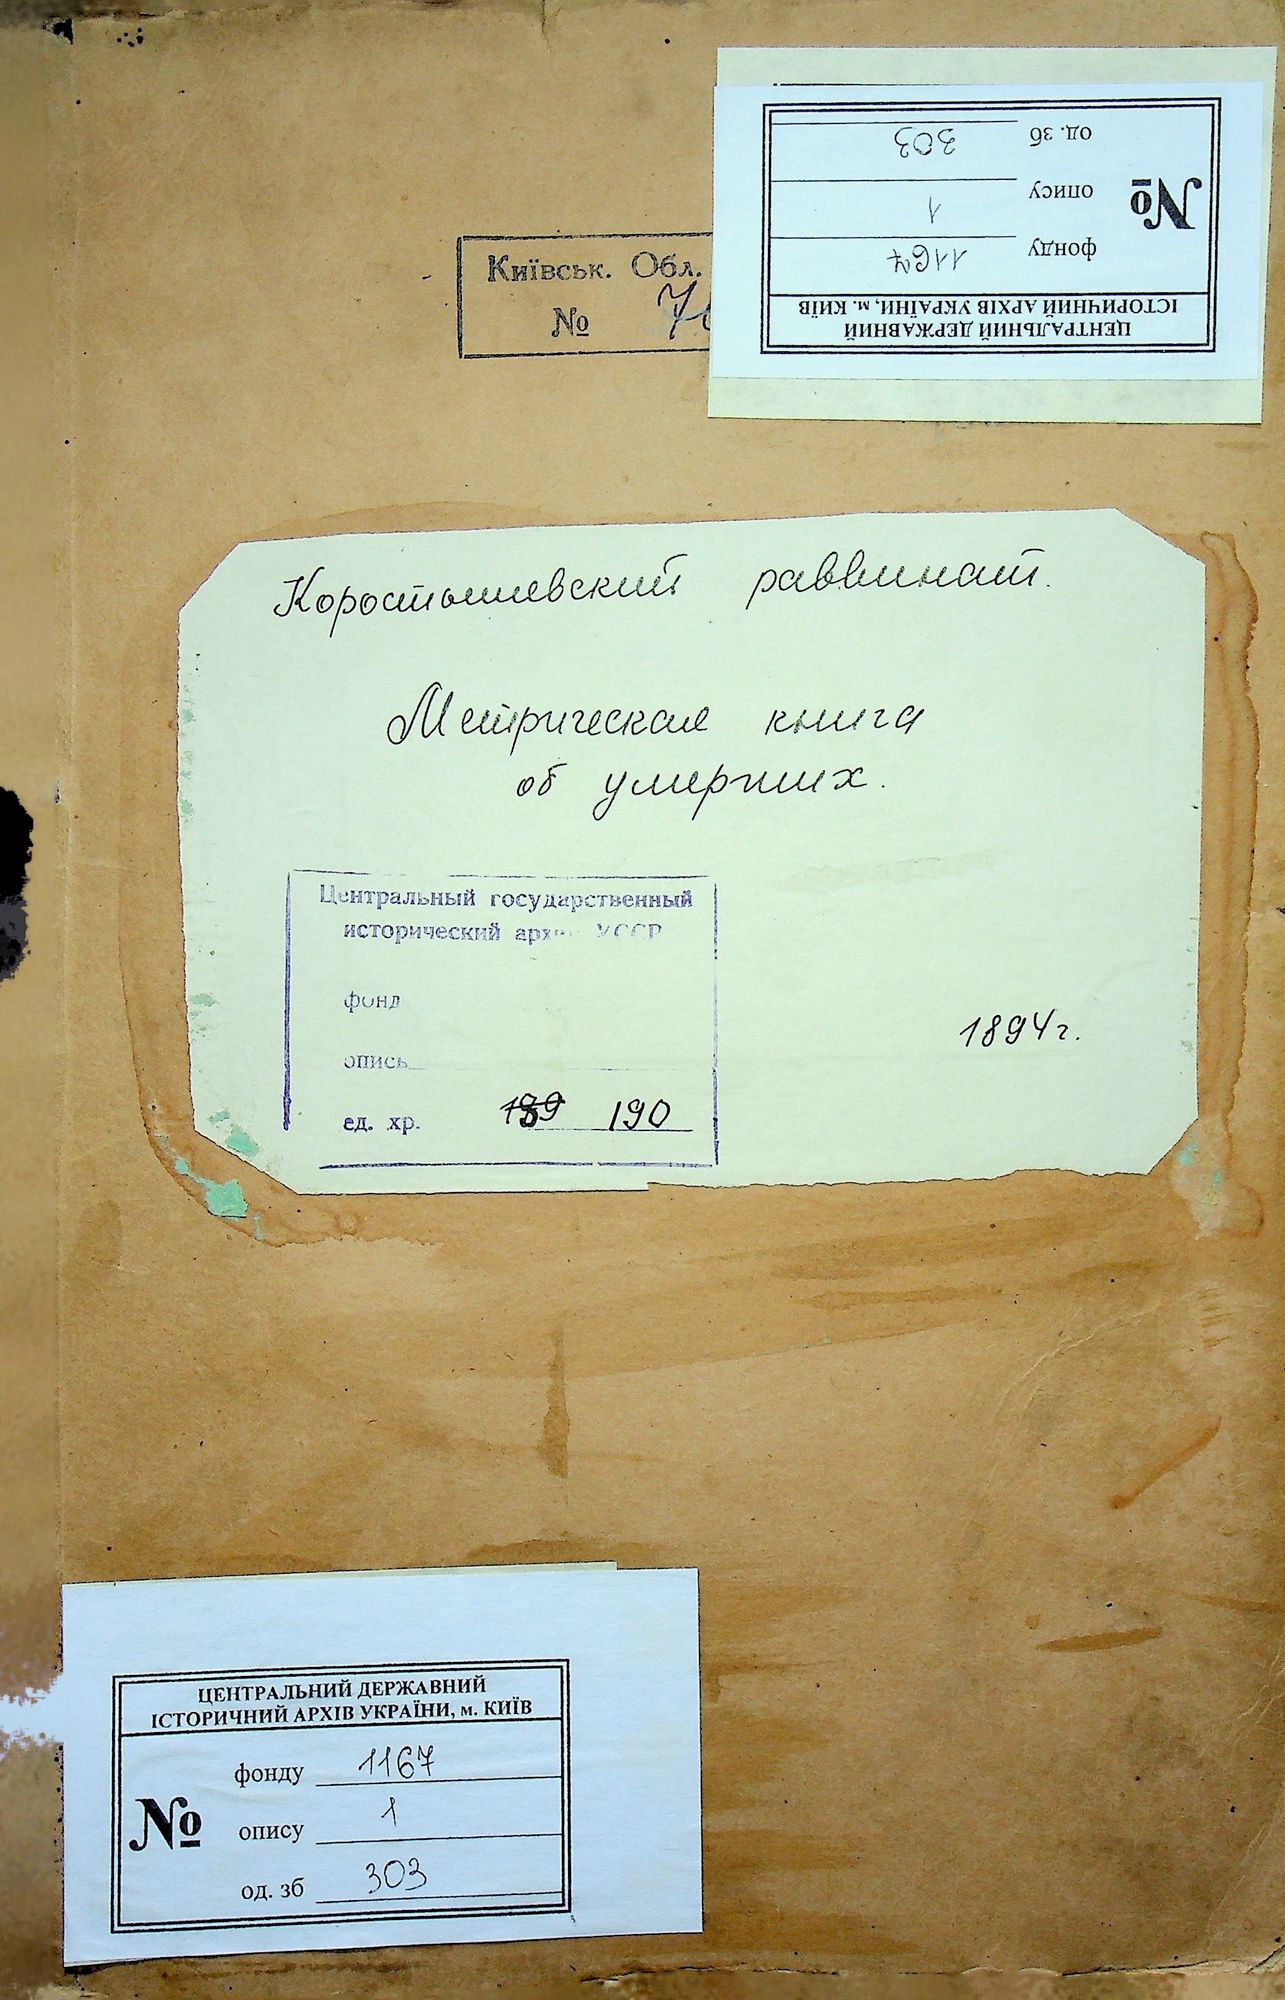 ЦЕНТРАЛЬНИЙ ДЕРЖАВНИЙ
ІСТОРИЧНИЙ АРХІВ УКРАЇНИ, м. КИЇВ
№
фонду 1167
опису 1
од. зб 303
Київськ. Обл.
№
Коростышевский раввинат.
Метрическая книга
об умерших.
Центральный государственный
исторический архив УССР
фонд
опись
ед. хр. 189 190
1894 г.
ЦЕНТРАЛЬНИЙ ДЕРЖАВНИЙ
ІСТОРИЧНИЙ АРХІВ УКРАЇНИ, м. КИЇВ
№
фонду 1167
опису 1
од. зб 303